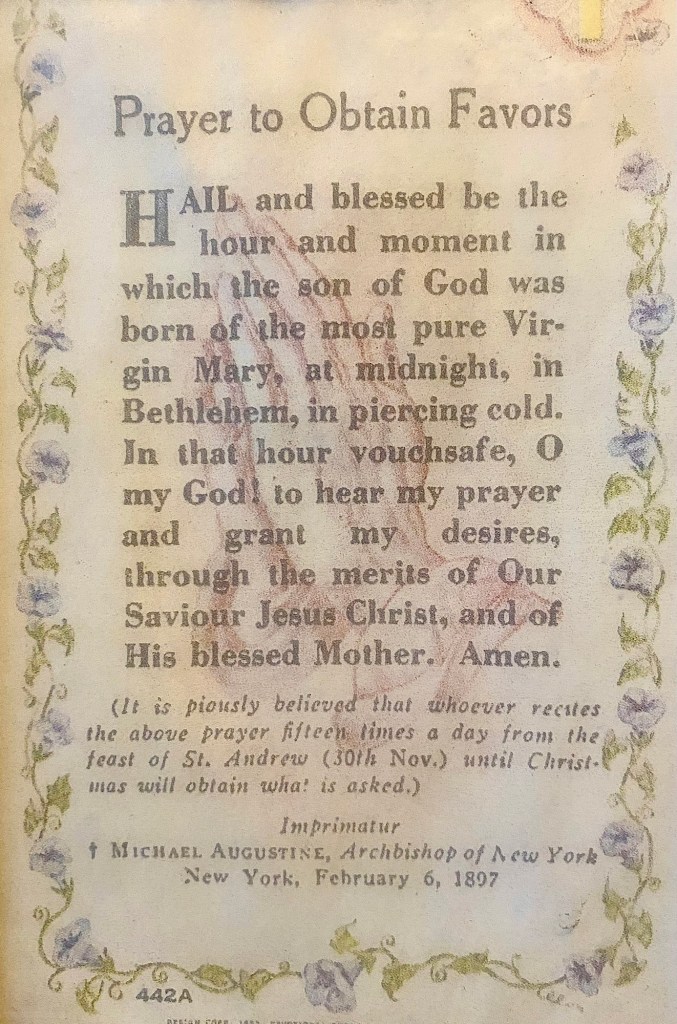 Prayer to Obtain Favors
HAIL and blessed be the
hour and moment in
which the son of God was
born of the most pure Vir-
gin Mary, at midnight, in
Bethlehem, in piercing cold.
In that hour vouchsafe, O
my God! to hear my prayer
and grant my desires,
through the merits of Our
Saviour Jesus Christ, and of
His blessed Mother. Amen.
(It is piously believed that whoever recites
the above prayer fifteen times a day from the
feast of St. Andrew (30th Nov.) until Christ-
mas will obtain what is asked.)
Imprimatur
† MICHAEL AUGUSTINE, Archbishop of New York
New York, February 6, 1897
442A